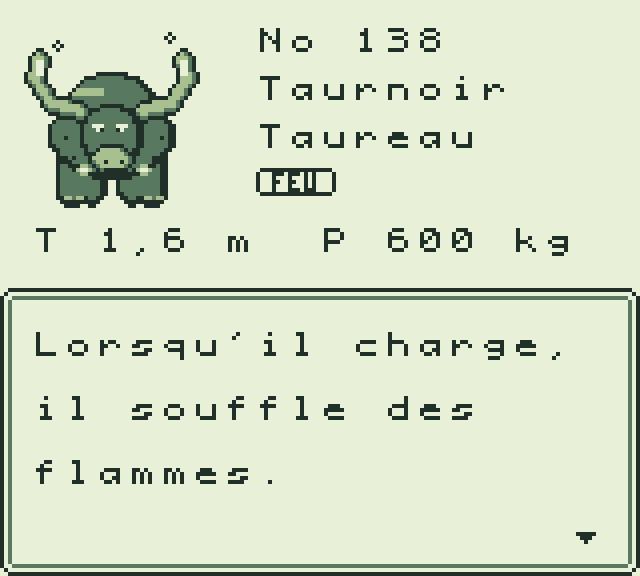 No 138
Taurnoir
Taureau
FEU
T 1,6 m P 600 kg
Lorsqu'il charge,
il souffle des
flammes.